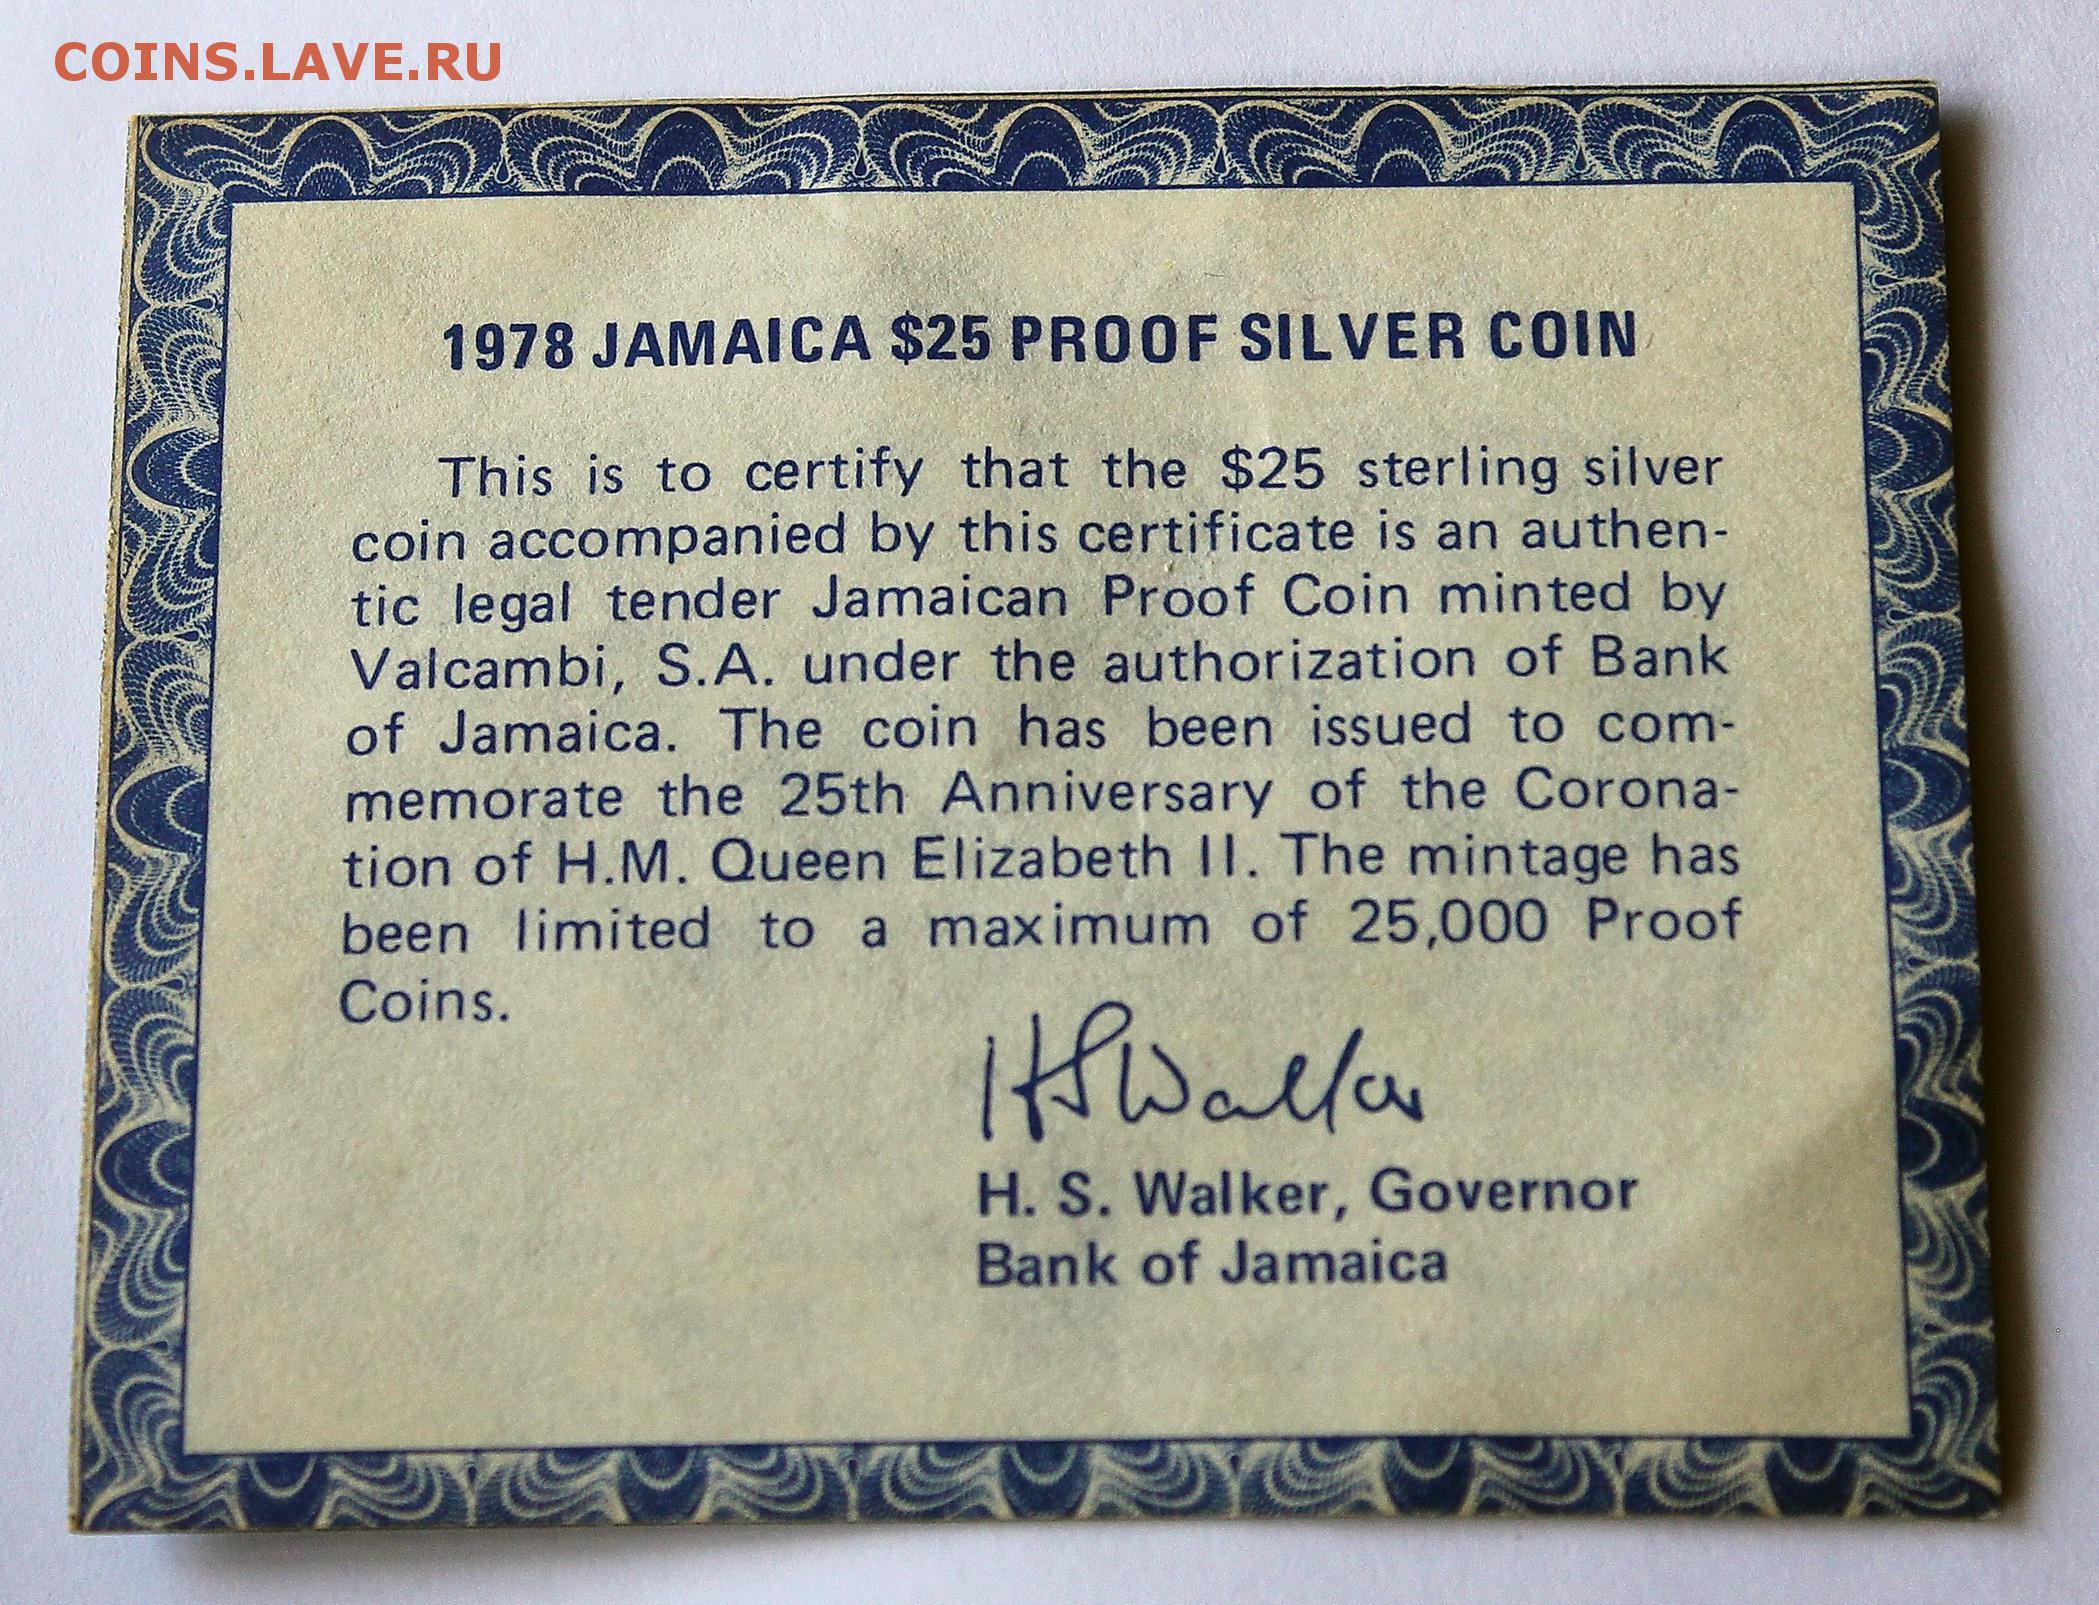 COINS.LAVE.RU
1978 JAMAICA $25 PROOF SILVER COIN
This is to certify that the $25 sterling silver
coin accompanied by this certificate is an authen-
tic legal tender Jamaican Proof Coin minted by
Valcambi, S.A. under the authorization of Bank
of Jamaica. The coin has been issued to com-
memorate the 25th Anniversary of the Corona-
tion of H.M. Queen Elizabeth II. The mintage has
been limited to a maximum of 25,000 Proof
Coins.
HSWalker
H. S. Walker, Governor
Bank of Jamaica